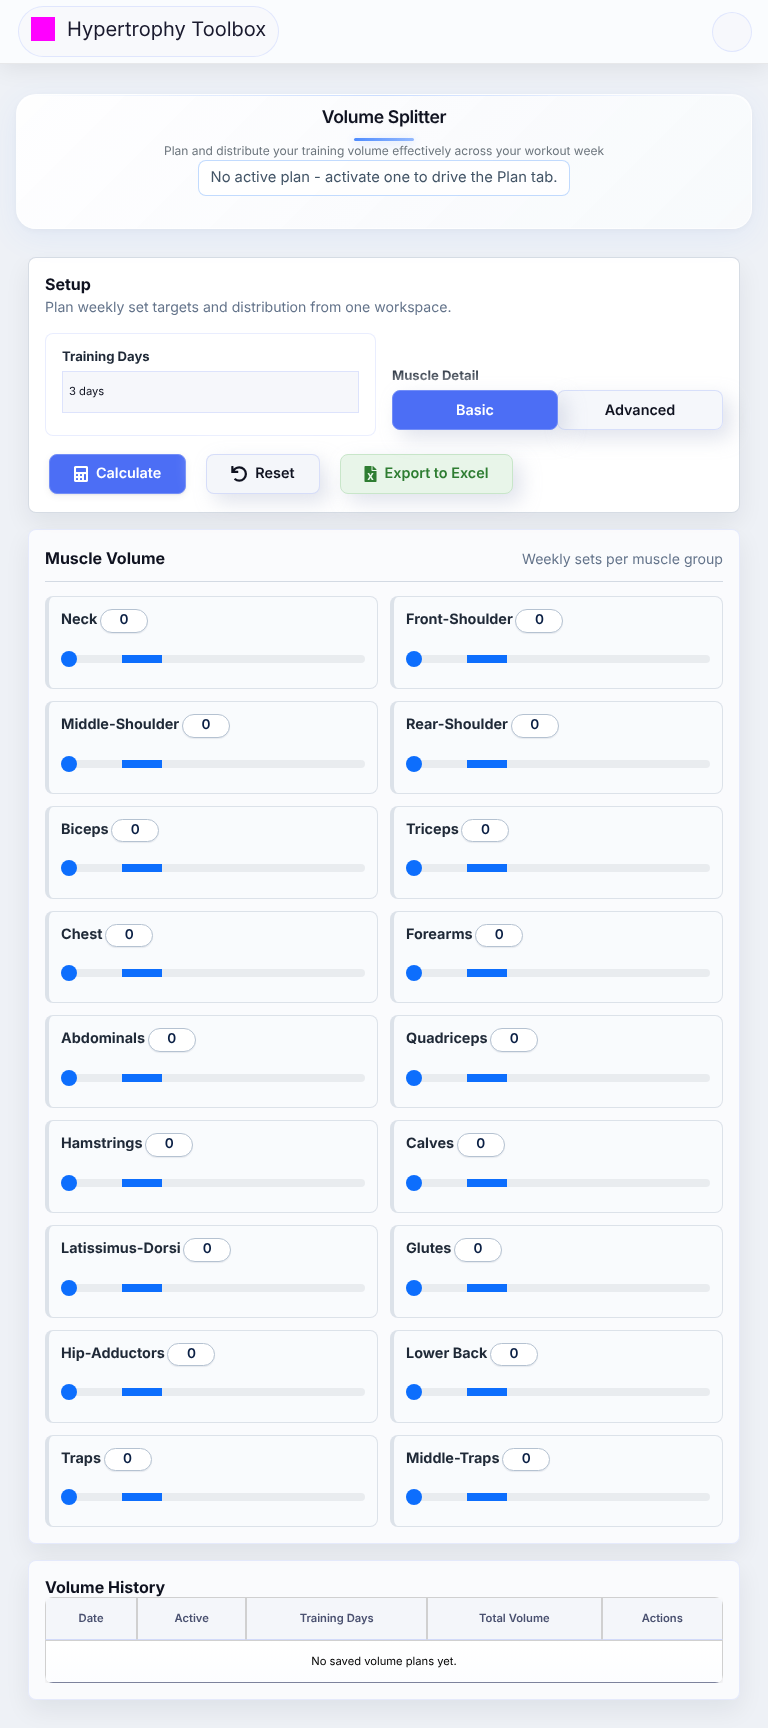 Hypertrophy Toolbox
Volume Splitter
Plan and distribute your training volume effectively across your workout week
No active plan - activate one to drive the Plan tab.
Setup
Plan weekly set targets and distribution from one workspace.
Training Days
3 days
Muscle Detail
Basic
Advanced
Calculate
Reset
Export to Excel
Muscle Volume
Weekly sets per muscle group
Neck 0
Front-Shoulder 0
Middle-Shoulder 0
Rear-Shoulder 0
Biceps 0
Triceps 0
Chest 0
Forearms 0
Abdominals 0
Quadriceps 0
Hamstrings 0
Calves 0
Latissimus-Dorsi 0
Glutes 0
Hip-Adductors 0
Lower Back 0
Traps 0
Middle-Traps 0
Volume History
Date Active Training Days Total Volume Actions
No saved volume plans yet.